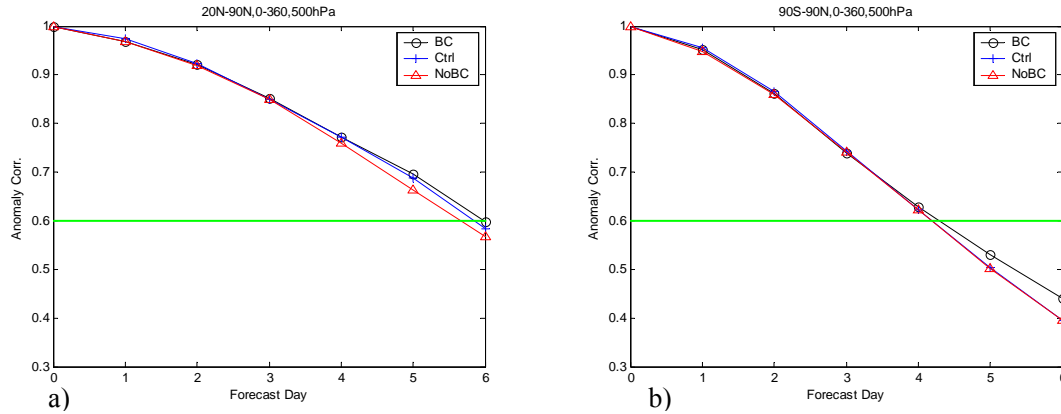 20N-90N,0-360,500hPa
1
0.9
0.8
0.7
0.6
0.5
0.4
0.3
Anomaly Corr.
BC
Ctrl
NoBC
0 1 2 3 4 5 6
Forecast Day
a)
90S-90N,0-360,500hPa
1
0.9
0.8
0.7
0.6
0.5
0.4
0.3
Anomaly Corr.
BC
Ctrl
NoBC
0 1 2 3 4 5 6
Forecast Day
b)